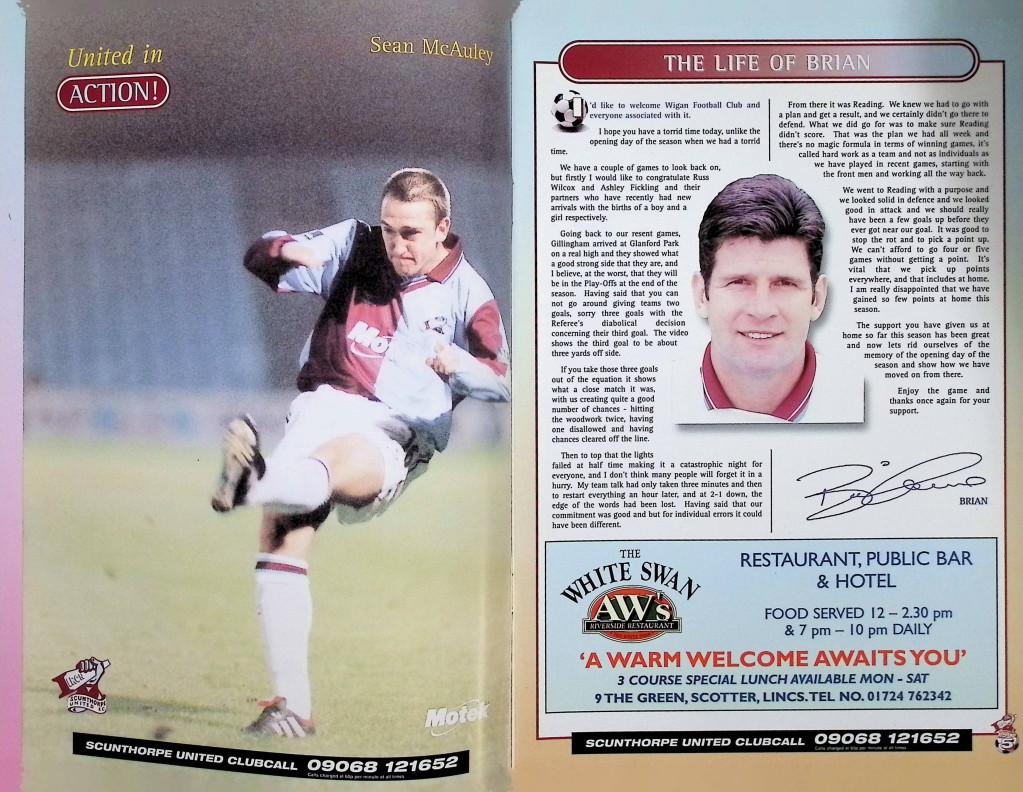 United in
ACTION!
Sean McAuley
Mot
Iron
SCUNTHORPE
UNITED F.C.
Motek
SCUNTHORPE UNITED CLUBCALL 09068 121652
Calls charged at 60p per minute at all times
THE LIFE OF BRIAN
I'd like to welcome Wigan Football Club and
everyone associated with it.
I hope you have a torrid time today, unlike the
opening day of the season when we had a torrid
time.
We have a couple of games to look back on,
but firstly I would like to congratulate Russ
Wilcox and Ashley Fickling and their
partners who have recently had new
arrivals with the births of a boy and a
girl respectively.
Going back to our resent games,
Gillingham arrived at Glanford Park
on a real high and they showed what
a good strong side that they are, and
I believe, at the worst, that they will
be in the Play-Offs at the end of the
season. Having said that you can
not go around giving teams two
goals, sorry three goals with the
Referee's diabolical decision
concerning their third goal. The video
shows the third goal to be about
three yards off side.
If you take those three goals
out of the equation it shows
what a close match it was,
with us creating quite a good
number of chances - hitting
the woodwork twice, having
one disallowed and having
chances cleared off the line.
Then to top that the lights
failed at half time making it a catastrophic night for
everyone, and I don't think many people will forget it in a
hurry. My team talk had only taken three minutes and then
to restart everything an hour later, and at 2-1 down, the
edge of the words had been lost. Having said that our
commitment was good and but for individual errors it could
have been different.
From there it was Reading. We knew we had to go with
a plan and get a result, and we certainly didn't go there to
defend. What we did go for was to make sure Reading
didn't score. That was the plan we had all week and
there's no magic formula in terms of winning games, it's
called hard work as a team and not as individuals as
we have played in recent games, starting with
the front men and working all the way back.
We went to Reading with a purpose and
we looked solid in defence and we looked
good in attack and we should really
have been a few goals up before they
ever got near our goal. It was good to
stop the rot and to pick a point up.
We can't afford to go four or five
games without getting a point. It's
vital that we pick up points
everywhere, and that includes at home.
I am really disappointed that we have
gained so few points at home this
season.
The support you have given us at
home so far this season has been great
and now lets rid ourselves of the
memory of the opening day of the
season and show how we have
moved on from there.
Enjoy the game and
thanks once again for your
support.
BRIAN
THE
WHITE SWAN
AW's
RIVERSIDE RESTAURANT
RESTAURANT, PUBLIC BAR
& HOTEL
FOOD SERVED 12 – 2.30 pm
& 7 pm – 10 pm DAILY
'A WARM WELCOME AWAITS YOU'
3 COURSE SPECIAL LUNCH AVAILABLE MON - SAT
9 THE GREEN, SCOTTER, LINCS. TEL NO. 01724 762342
SCUNTHORPE UNITED CLUBCALL 09068 121652
Calls charged at 60p per minute at all times
5